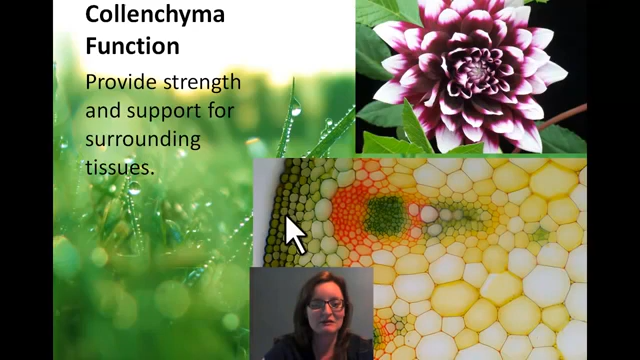 Collenchyma
Function
Provide strength
and support for
surrounding
tissues.